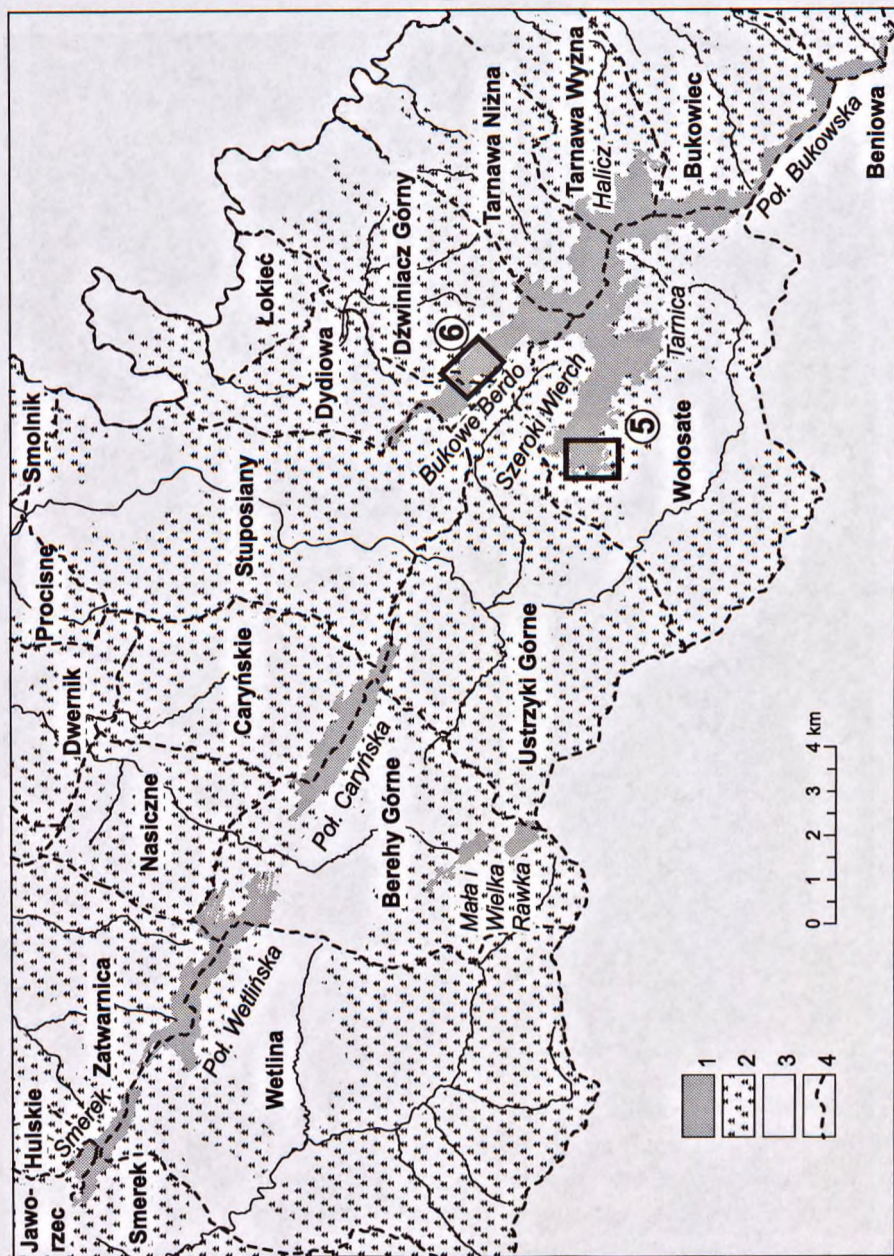 Jawo-
rzec
Hulskie
Smerek
Zatwarnica
Smerek
Poł. Wetlińska
Wetlina
Nasiczne
Dwernik
Procisne
Smolnik
Caryńskie
Stuposiany
Poł. Caryńska
Berehy Górne
Mała i
Wielka
Rawka
Ustrzyki Górne
Łokieć
Dydiowa
Dźwiniacz Górny
Tarnawa Niżna
Tarnawa Wyżna
Halicz
Bukowiec
6
Bukowe Berdo
Szeroki Wierch
5
Tarnica
Wołosate
Poł. Bukowska
Beniowa
1
2
3
4
0 1 2 3 4 km